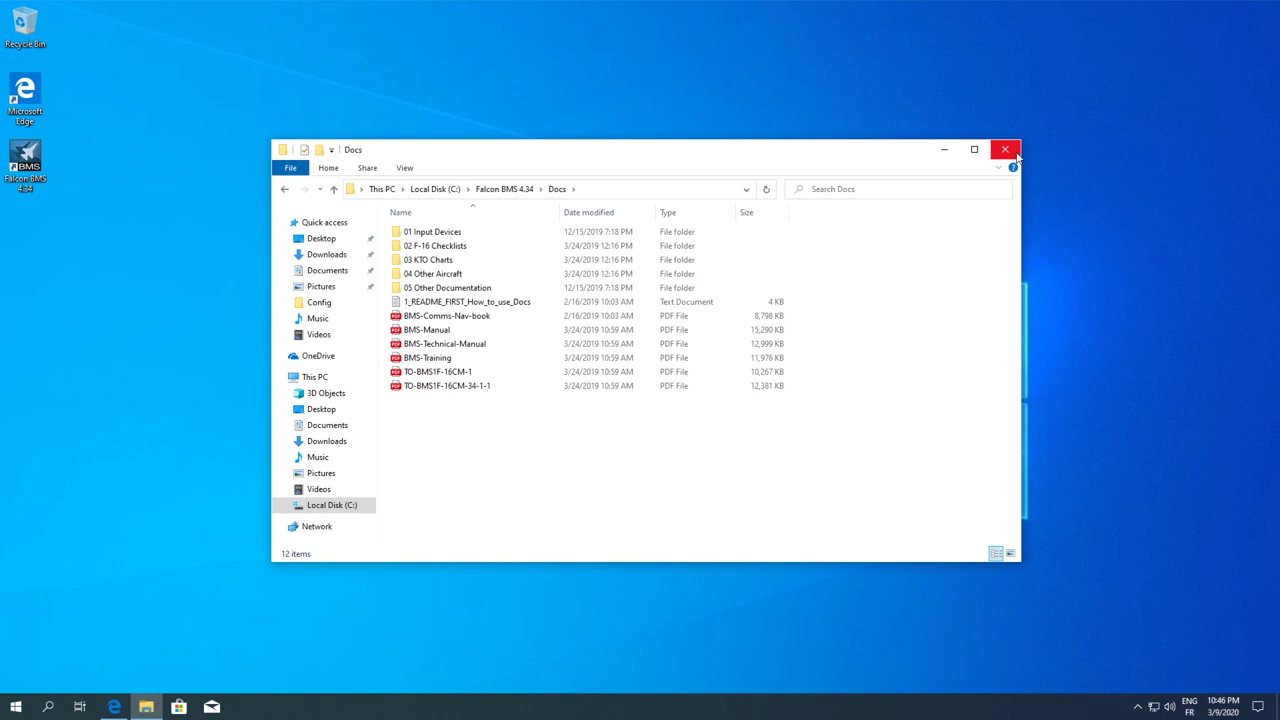 Recycle Bin
Microsoft
Edge
BMS
Falcon BMS
4.34
Docs
File Home Share View
This PC Local Disk (C:) Falcon BMS 4.34 Docs
Search Docs
Name Date modified Type Size
Quick access
Desktop
Downloads
Documents
Pictures
Config
Music
Videos
OneDrive
This PC
3D Objects
Desktop
Documents
Downloads
Music
Pictures
Videos
Local Disk (C:)
Network
01 Input Devices 12/15/2019 7:18 PM File folder
02 F-16 Checklists 3/24/2019 12:16 PM File folder
03 KTO Charts 3/24/2019 12:16 PM File folder
04 Other Aircraft 3/24/2019 12:16 PM File folder
05 Other Documentation 12/15/2019 7:18 PM File folder
1_README_FIRST_How_to_use_Docs 2/16/2019 10:03 AM Text Document 4 KB
BMS-Comms-Nav-book 2/16/2019 10:03 AM PDF File 8,798 KB
BMS-Manual 3/24/2019 10:59 AM PDF File 15,290 KB
BMS-Technical-Manual 3/24/2019 10:59 AM PDF File 12,999 KB
BMS-Training 3/24/2019 10:59 AM PDF File 11,976 KB
TO-BMS1F-16CM-1 3/24/2019 10:59 AM PDF File 10,267 KB
TO-BMS1F-16CM-34-1-1 3/24/2019 10:59 AM PDF File 12,381 KB
12 items
ENG 10:46 PM
FR 3/9/2020